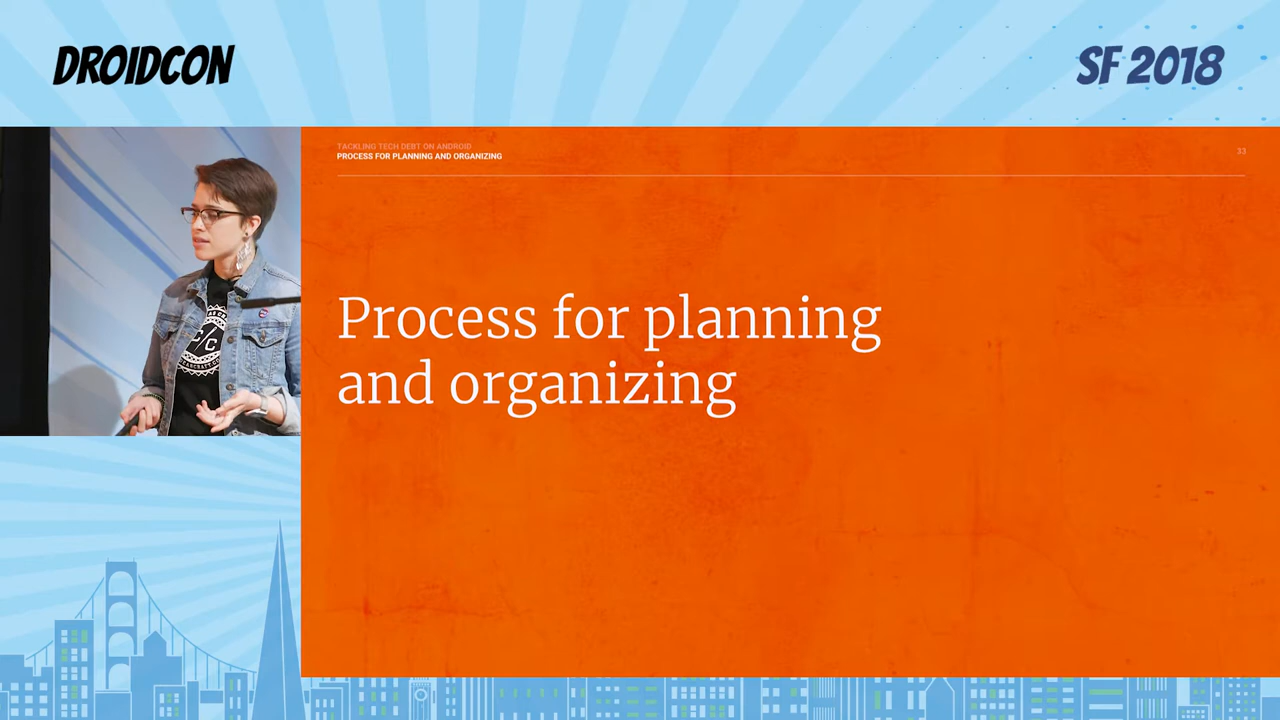 DROIDCON
SF 2018
TACKLING TECH DEBT ON ANDROID
PROCESS FOR PLANNING AND ORGANIZING
33
Process for planning
and organizing
C/C